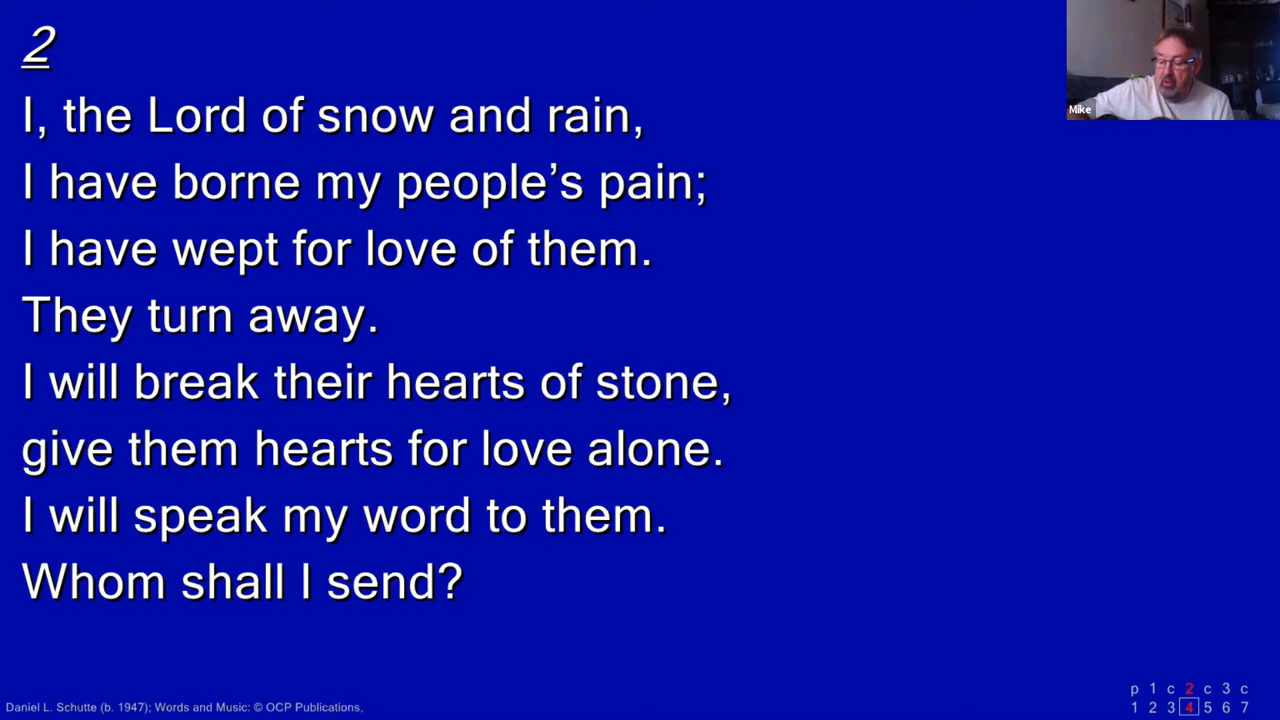 2
I, the Lord of snow and rain,
I have borne my people’s pain;
I have wept for love of them.
They turn away.
I will break their hearts of stone,
give them hearts for love alone.
I will speak my word to them.
Whom shall I send?
Mike
Daniel L. Schutte (b. 1947); Words and Music: © OCP Publications,
p 1 c 2 c 3 c
1 2 3 4 5 6 7